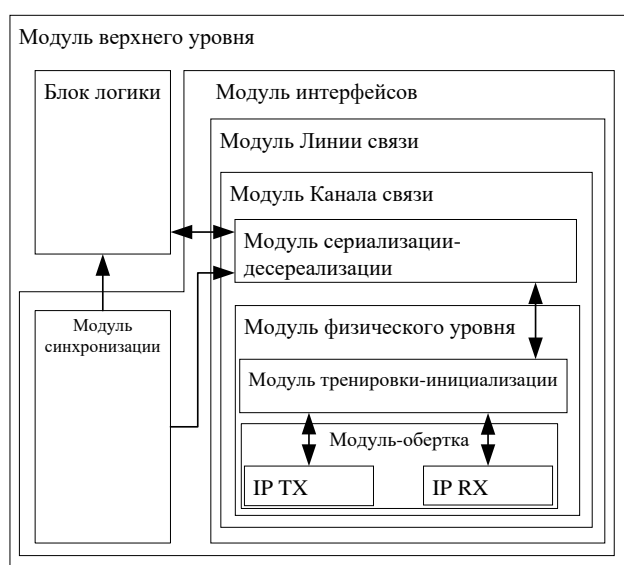 Модуль верхнего уровня
Блок логики
Модуль интерфейсов
Модуль Линии связи
Модуль Канала связи
Модуль сериализации-
десереализации
Модуль
синхронизации
Модуль физического уровня
Модуль тренировки-инициализации
Модуль-обертка
IP TX
IP RX